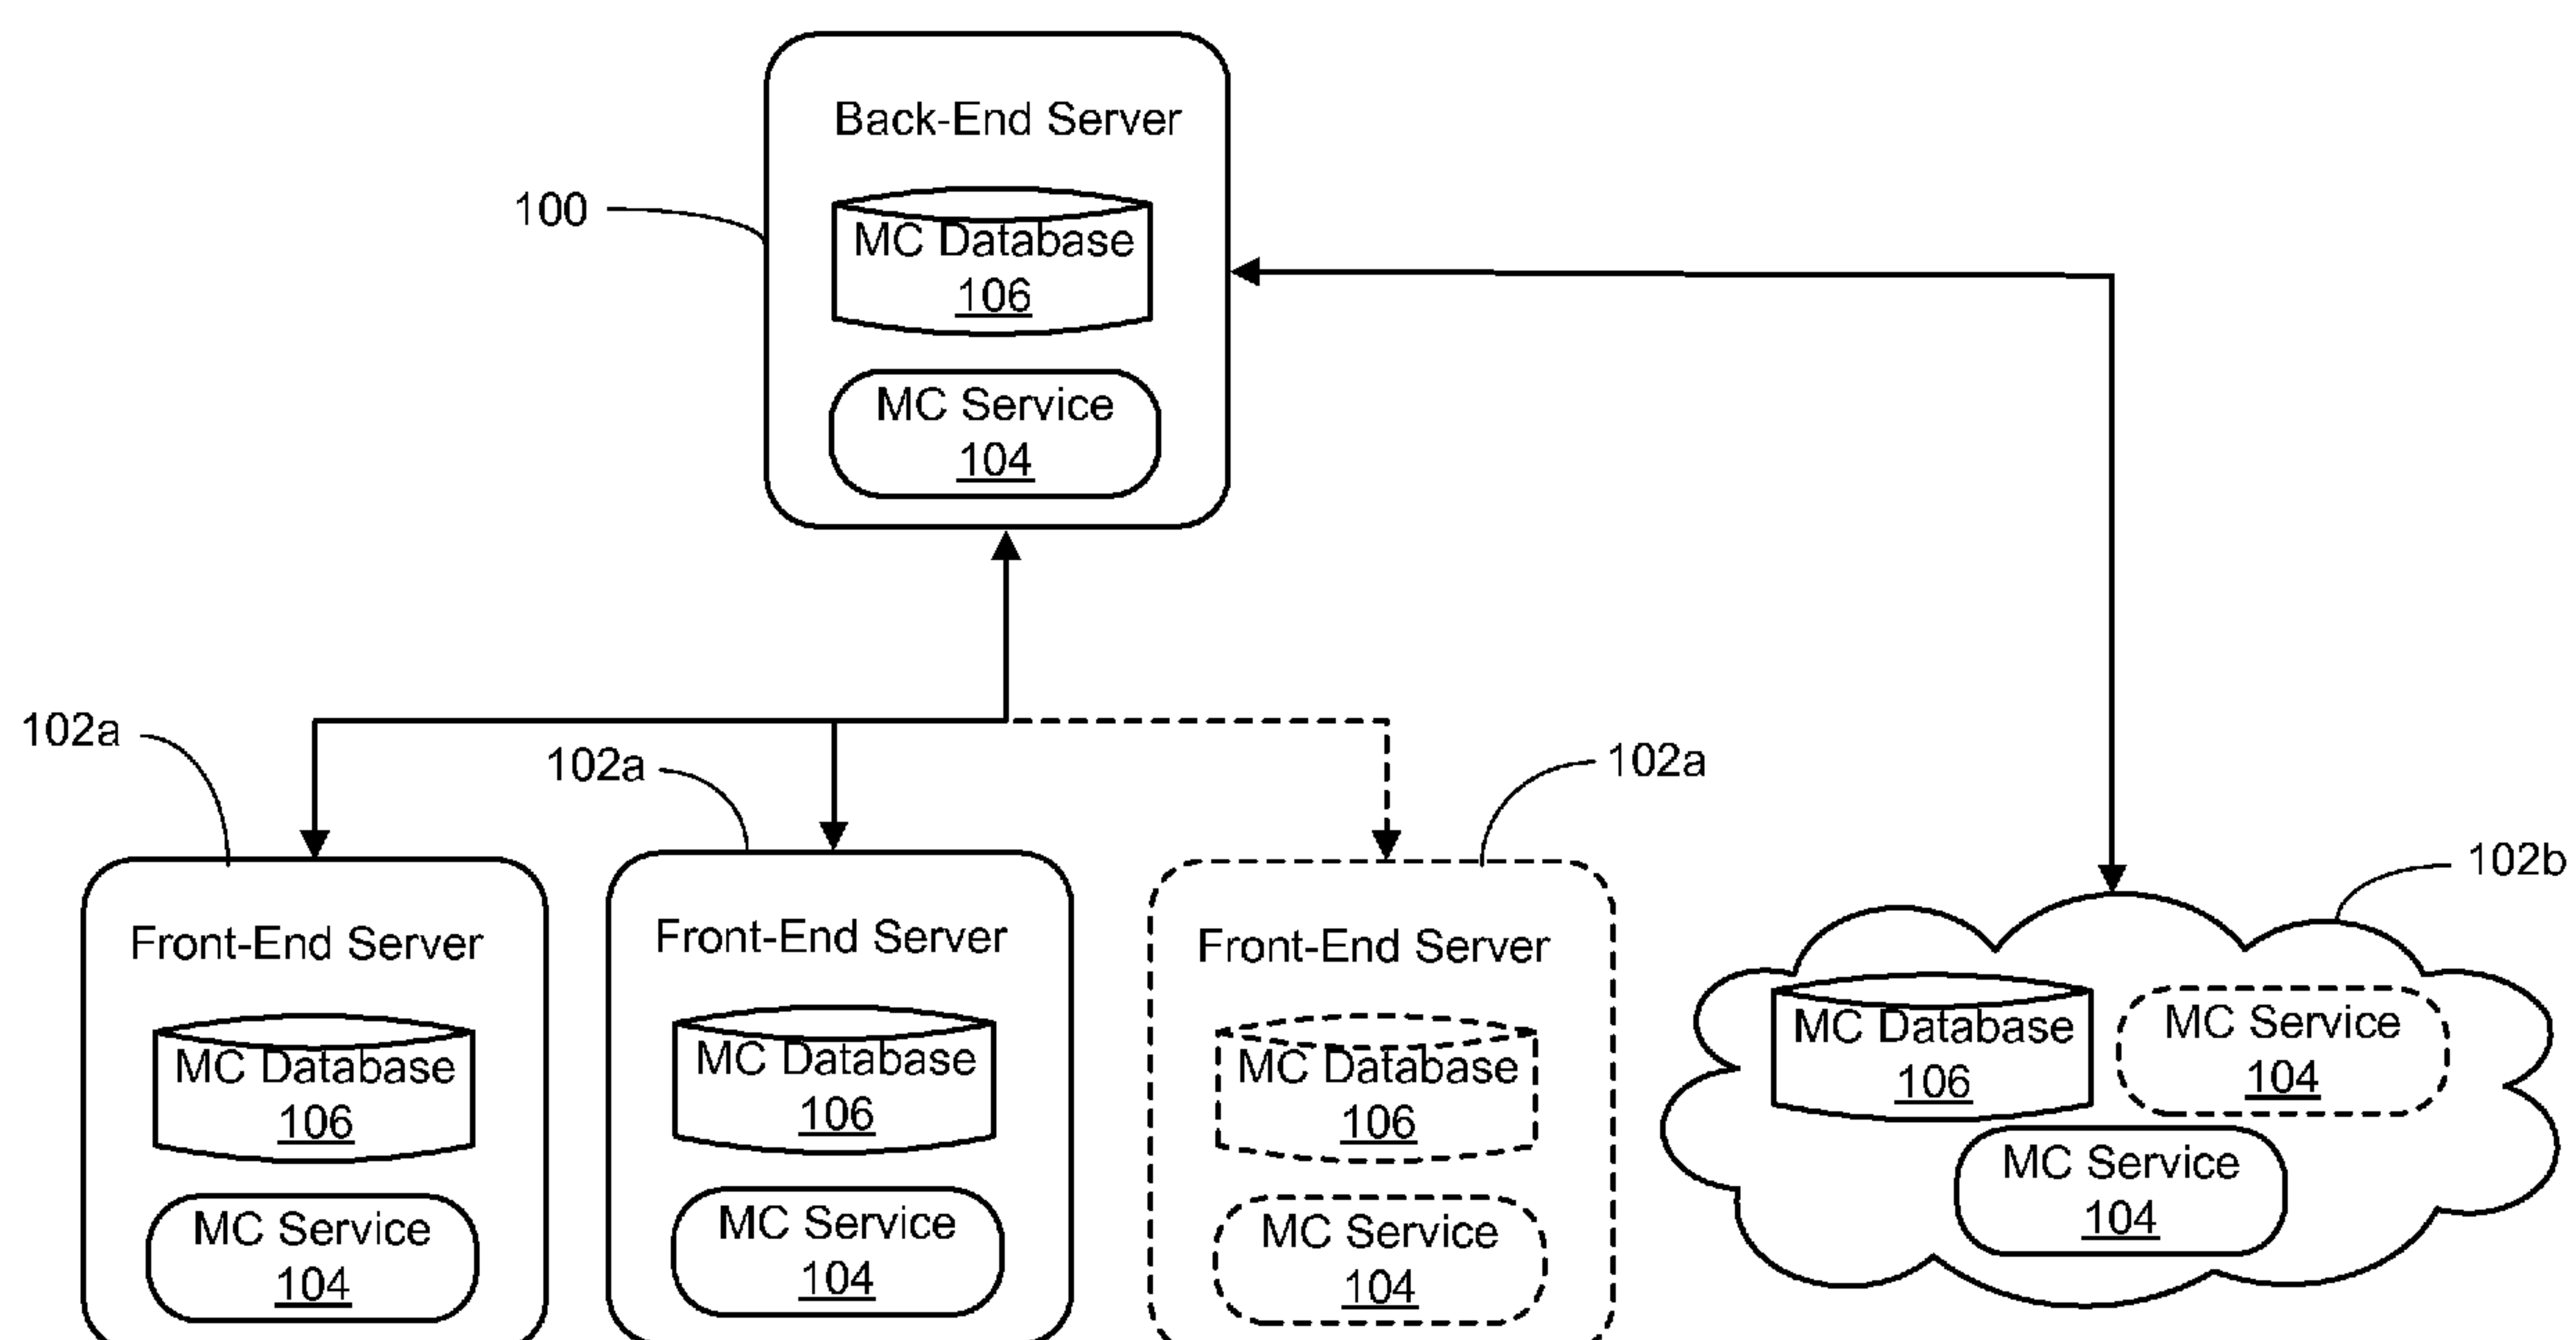 Back-End Server
100
MC Database
106
MC Service
104
102a
102a
102a
102b
Front-End Server
MC Database
106
MC Service
104
Front-End Server
MC Database
106
MC Service
104
Front-End Server
MC Database
106
MC Service
104
MC Database
106
MC Service
104
MC Service
104